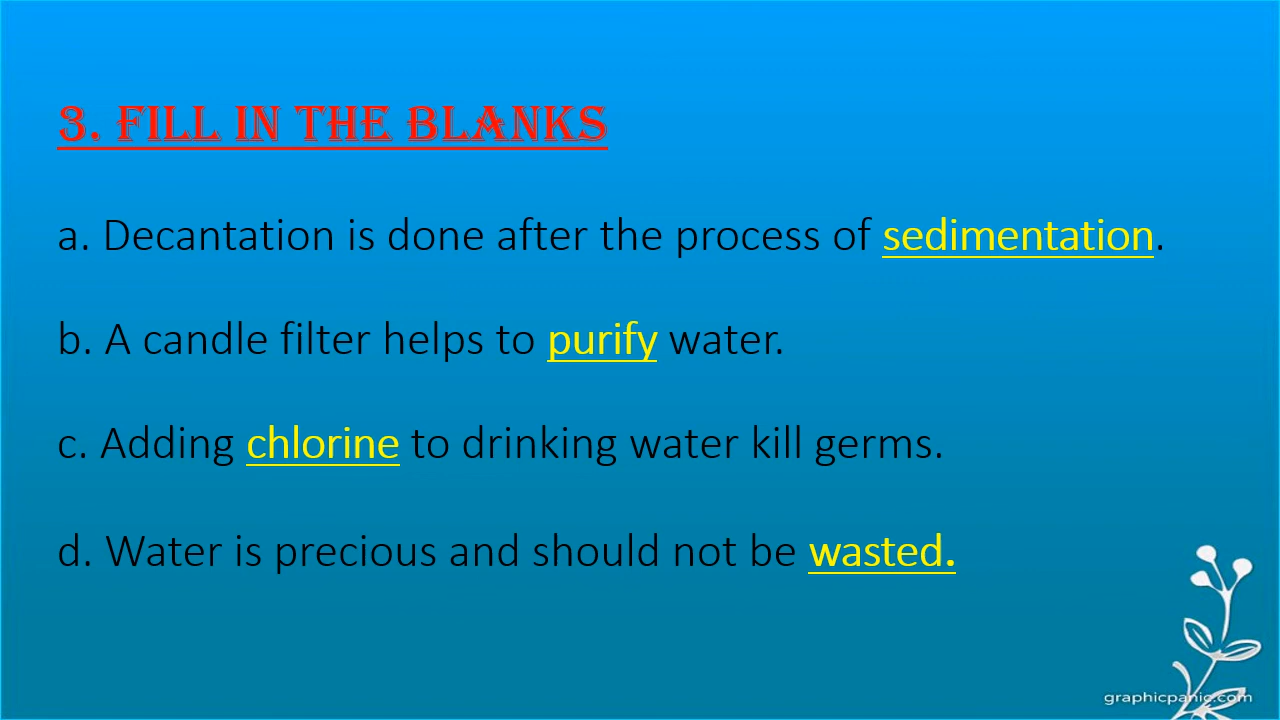 3. FILL IN THE BLANKS
a. Decantation is done after the process of sedimentation.
b. A candle filter helps to purify water.
c. Adding chlorine to drinking water kill germs.
d. Water is precious and should not be wasted.
graphicpanic.com